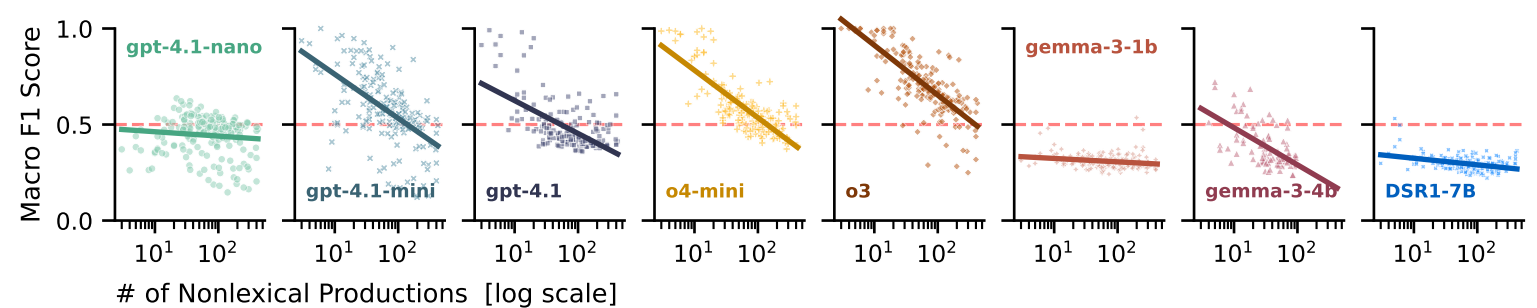 Macro F1 Score
1.0
0.5
0.0
gpt-4.1-nano
gpt-4.1-mini
gpt-4.1
o4-mini
o3
gemma-3-1b
gemma-3-4b
DSR1-7B
10¹ 10² 10¹ 10² 10¹ 10² 10¹ 10² 10¹ 10² 10¹ 10² 10¹ 10² 10¹ 10²
# of Nonlexical Productions [log scale]